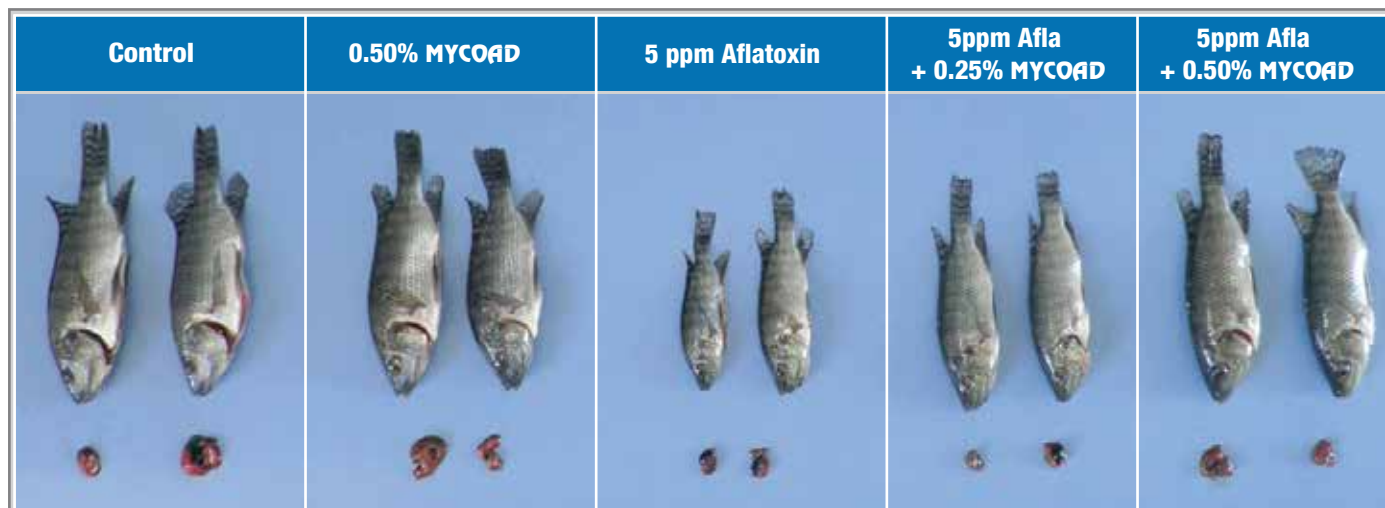 Control
0.50% MYCOAD
5 ppm Aflatoxin
5ppm Afla
+ 0.25% MYCOAD
5ppm Afla
+ 0.50% MYCOAD